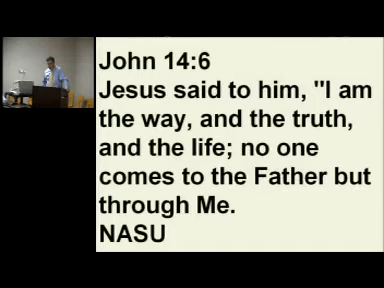 John 14:6
Jesus said to him, "I am
the way, and the truth,
and the life; no one
comes to the Father but
through Me.
NASU